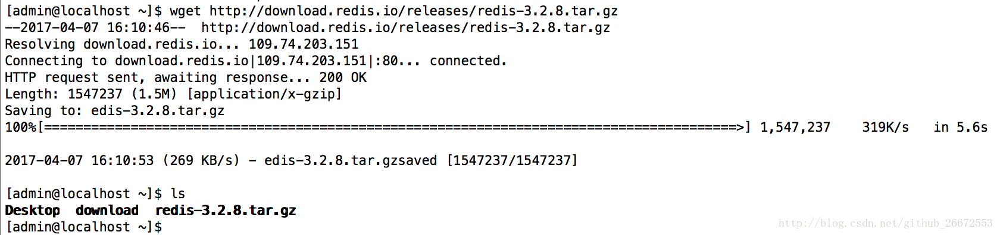 [admin@localhost ~]$ wget http://download.redis.io/releases/redis-3.2.8.tar.gz
--2017-04-07 16:10:46--  http://download.redis.io/releases/redis-3.2.8.tar.gz
Resolving download.redis.io... 109.74.203.151
Connecting to download.redis.io|109.74.203.151|:80... connected.
HTTP request sent, awaiting response... 200 OK
Length: 1547237 (1.5M) [application/x-gzip]
Saving to: edis-3.2.8.tar.gz
100%[========================================================================================>] 1,547,237    319K/s   in 5.6s
2017-04-07 16:10:53 (269 KB/s) - edis-3.2.8.tar.gzsaved [1547237/1547237]
[admin@localhost ~]$ ls
Desktop  download  redis-3.2.8.tar.gz
[admin@localhost ~]$
http://blog.csdn.net/github_26672553